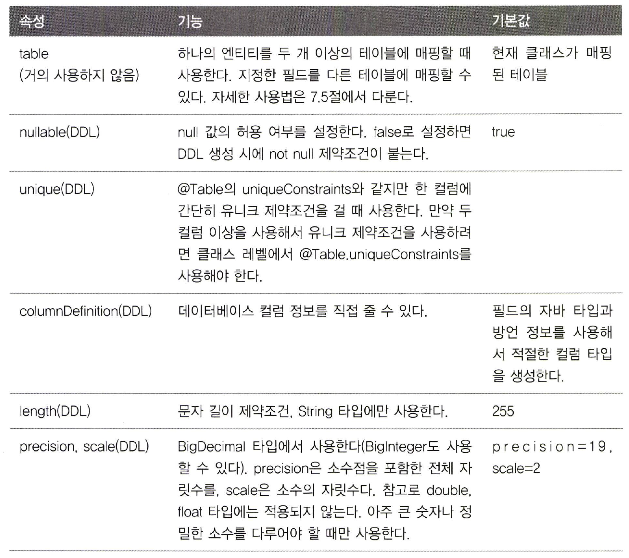 속성 기능 기본값
table 하나의 엔티티를 두 개 이상의 테이블에 매핑할 때 현재 클래스가 매핑
(거의 사용하지 않음) 사용한다. 지정한 필드를 다른 테이블에 매핑할 수 된 테이블
있다. 자세한 사용법은 7.5절에서 다룬다.
nullable(DDL) null 값의 허용 여부를 설정한다. false로 설정하면 true
DDL 생성 시에 not null 제약조건이 붙는다.
unique(DDL) @Table의 uniqueConstraints와 같지만 한 컬럼에
간단히 유니크 제약조건을 걸 때 사용한다. 만약 두
컬럼 이상을 사용해서 유니크 제약조건을 사용하려
면 클래스 레벨에서 @Table.uniqueConstraints를
사용해야 한다.
columnDefinition(DDL) 데이터베이스 컬럼 정보를 직접 줄 수 있다. 필드의 자바 타입과
방언 정보를 사용해
서 적절한 컬럼 타입
을 생성한다.
length(DDL) 문자 길이 제약조건, String 타입에만 사용한다. 255
precision, scale(DDL) BigDecimal 타입에서 사용한다(BigInteger도 사용 precision=19,
할 수 있다). precision은 소수점을 포함한 전체 자 scale=2
릿수를, scale은 소수의 자릿수다. 참고로 double,
float 타입에는 적용되지 않는다. 아주 큰 숫자나 정
밀한 소수를 다루어야 할 때만 사용한다.